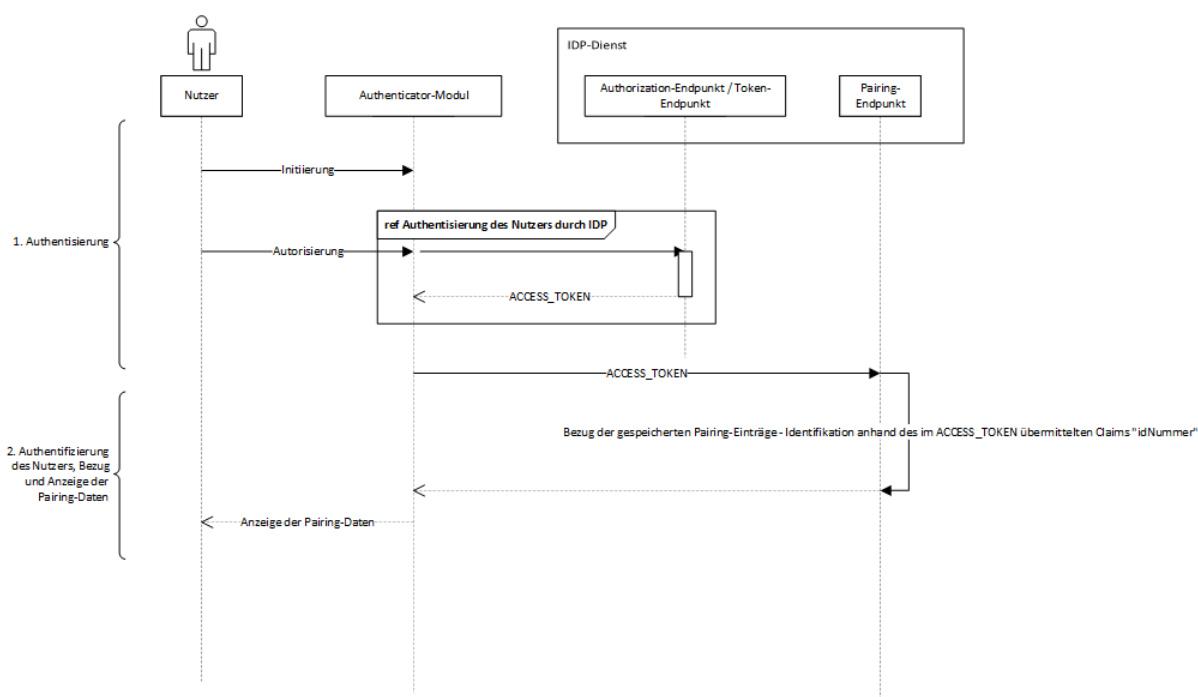 IDP-Dienst
Nutzer
Authenticator-Modul
Authorization-Endpunkt / Token-
Endpunkt
Pairing-
Endpunkt
Initiierung
ref Authentisierung des Nutzers durch IDP
1. Authentisierung
Autorisierung
ACCESS_TOKEN
ACCESS_TOKEN
Bezug der gespeicherten Pairing-Einträge - Identifikation anhand des im ACCESS_TOKEN übermittelten Claims "idNummer"
2. Authentifizierung
des Nutzers, Bezug
und Anzeige der
Pairing-Daten
Anzeige der Pairing-Daten